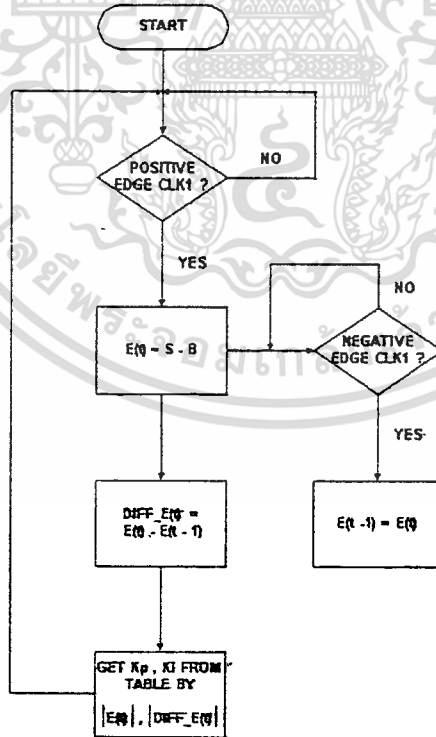 START
POSITIVE
EDGE CLK1 ?
NO
YES
E(t) = S - B
NO
NEGATIVE
EDGE CLK1 ?
YES
DIFF_E(t) =
E(t) - E(t - 1)
E(t -1) = E(t)
GET Kp , KI FROM
TABLE BY
|E(t)| , |DIFF_E(t)|